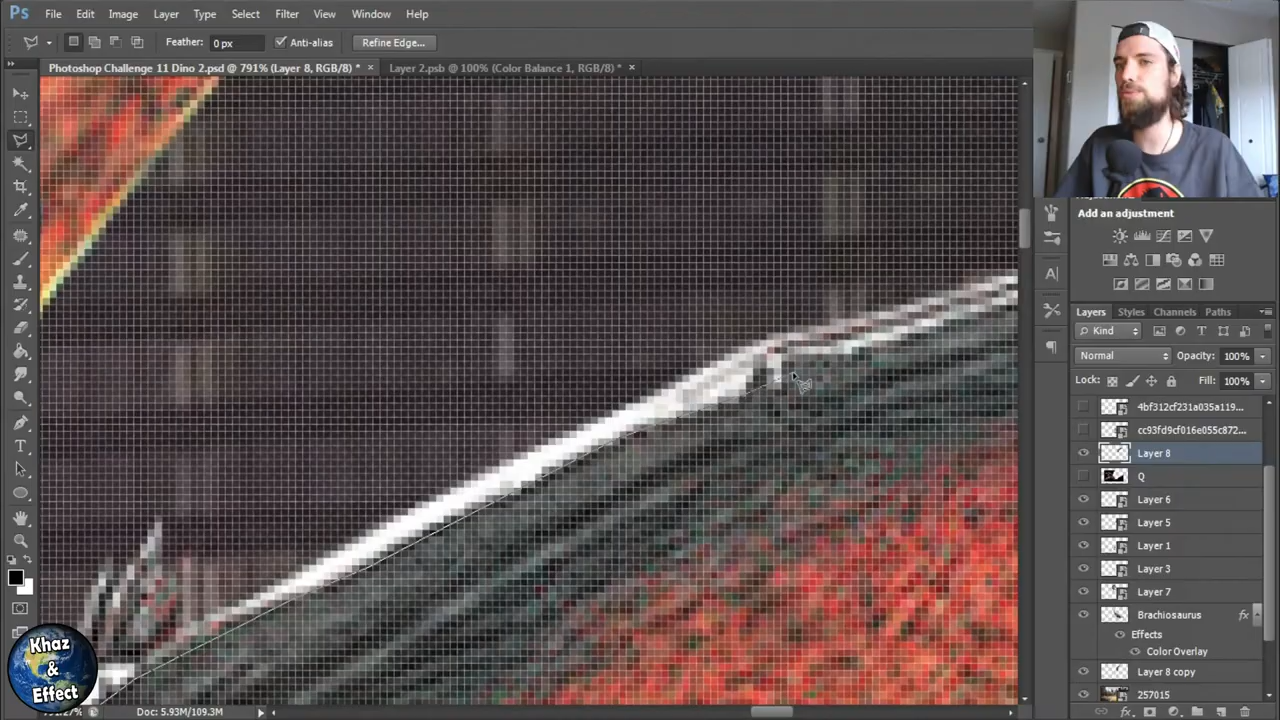 Ps File Edit Image Layer Type Select Filter View Window Help
Feather: 0 px Anti-alias Refine Edge...
Photoshop Challenge 11 Dino 2.psd @ 791% (Layer 8, RGB/8) * × Layer 2.psb @ 100% (Color Balance 1, RGB/8) * ×
Add an adjustment
Layers Styles Channels Paths
Kind
Normal Opacity: 100%
Lock: Fill: 100%
4bf312cf231a035a119...
cc93fd9cf016e055c872...
Layer 8
Q
Layer 6
Layer 5
Layer 1
Layer 3
Layer 7
Brachiosaurus fx
Effects
Color Overlay
Layer 8 copy
257015
Khaz
&
Effect
Doc: 5.93M/109.3M